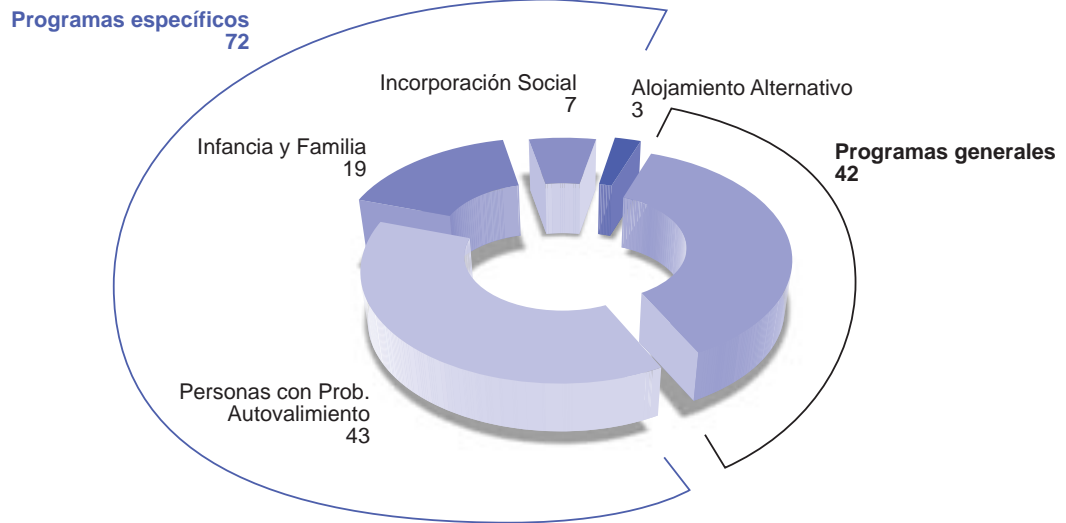 Programas específicos
72
Incorporación Social
7
Alojamiento Alternativo
3
Infancia y Familia
19
Programas generales
42
Personas con Prob.
Autovalimiento
43